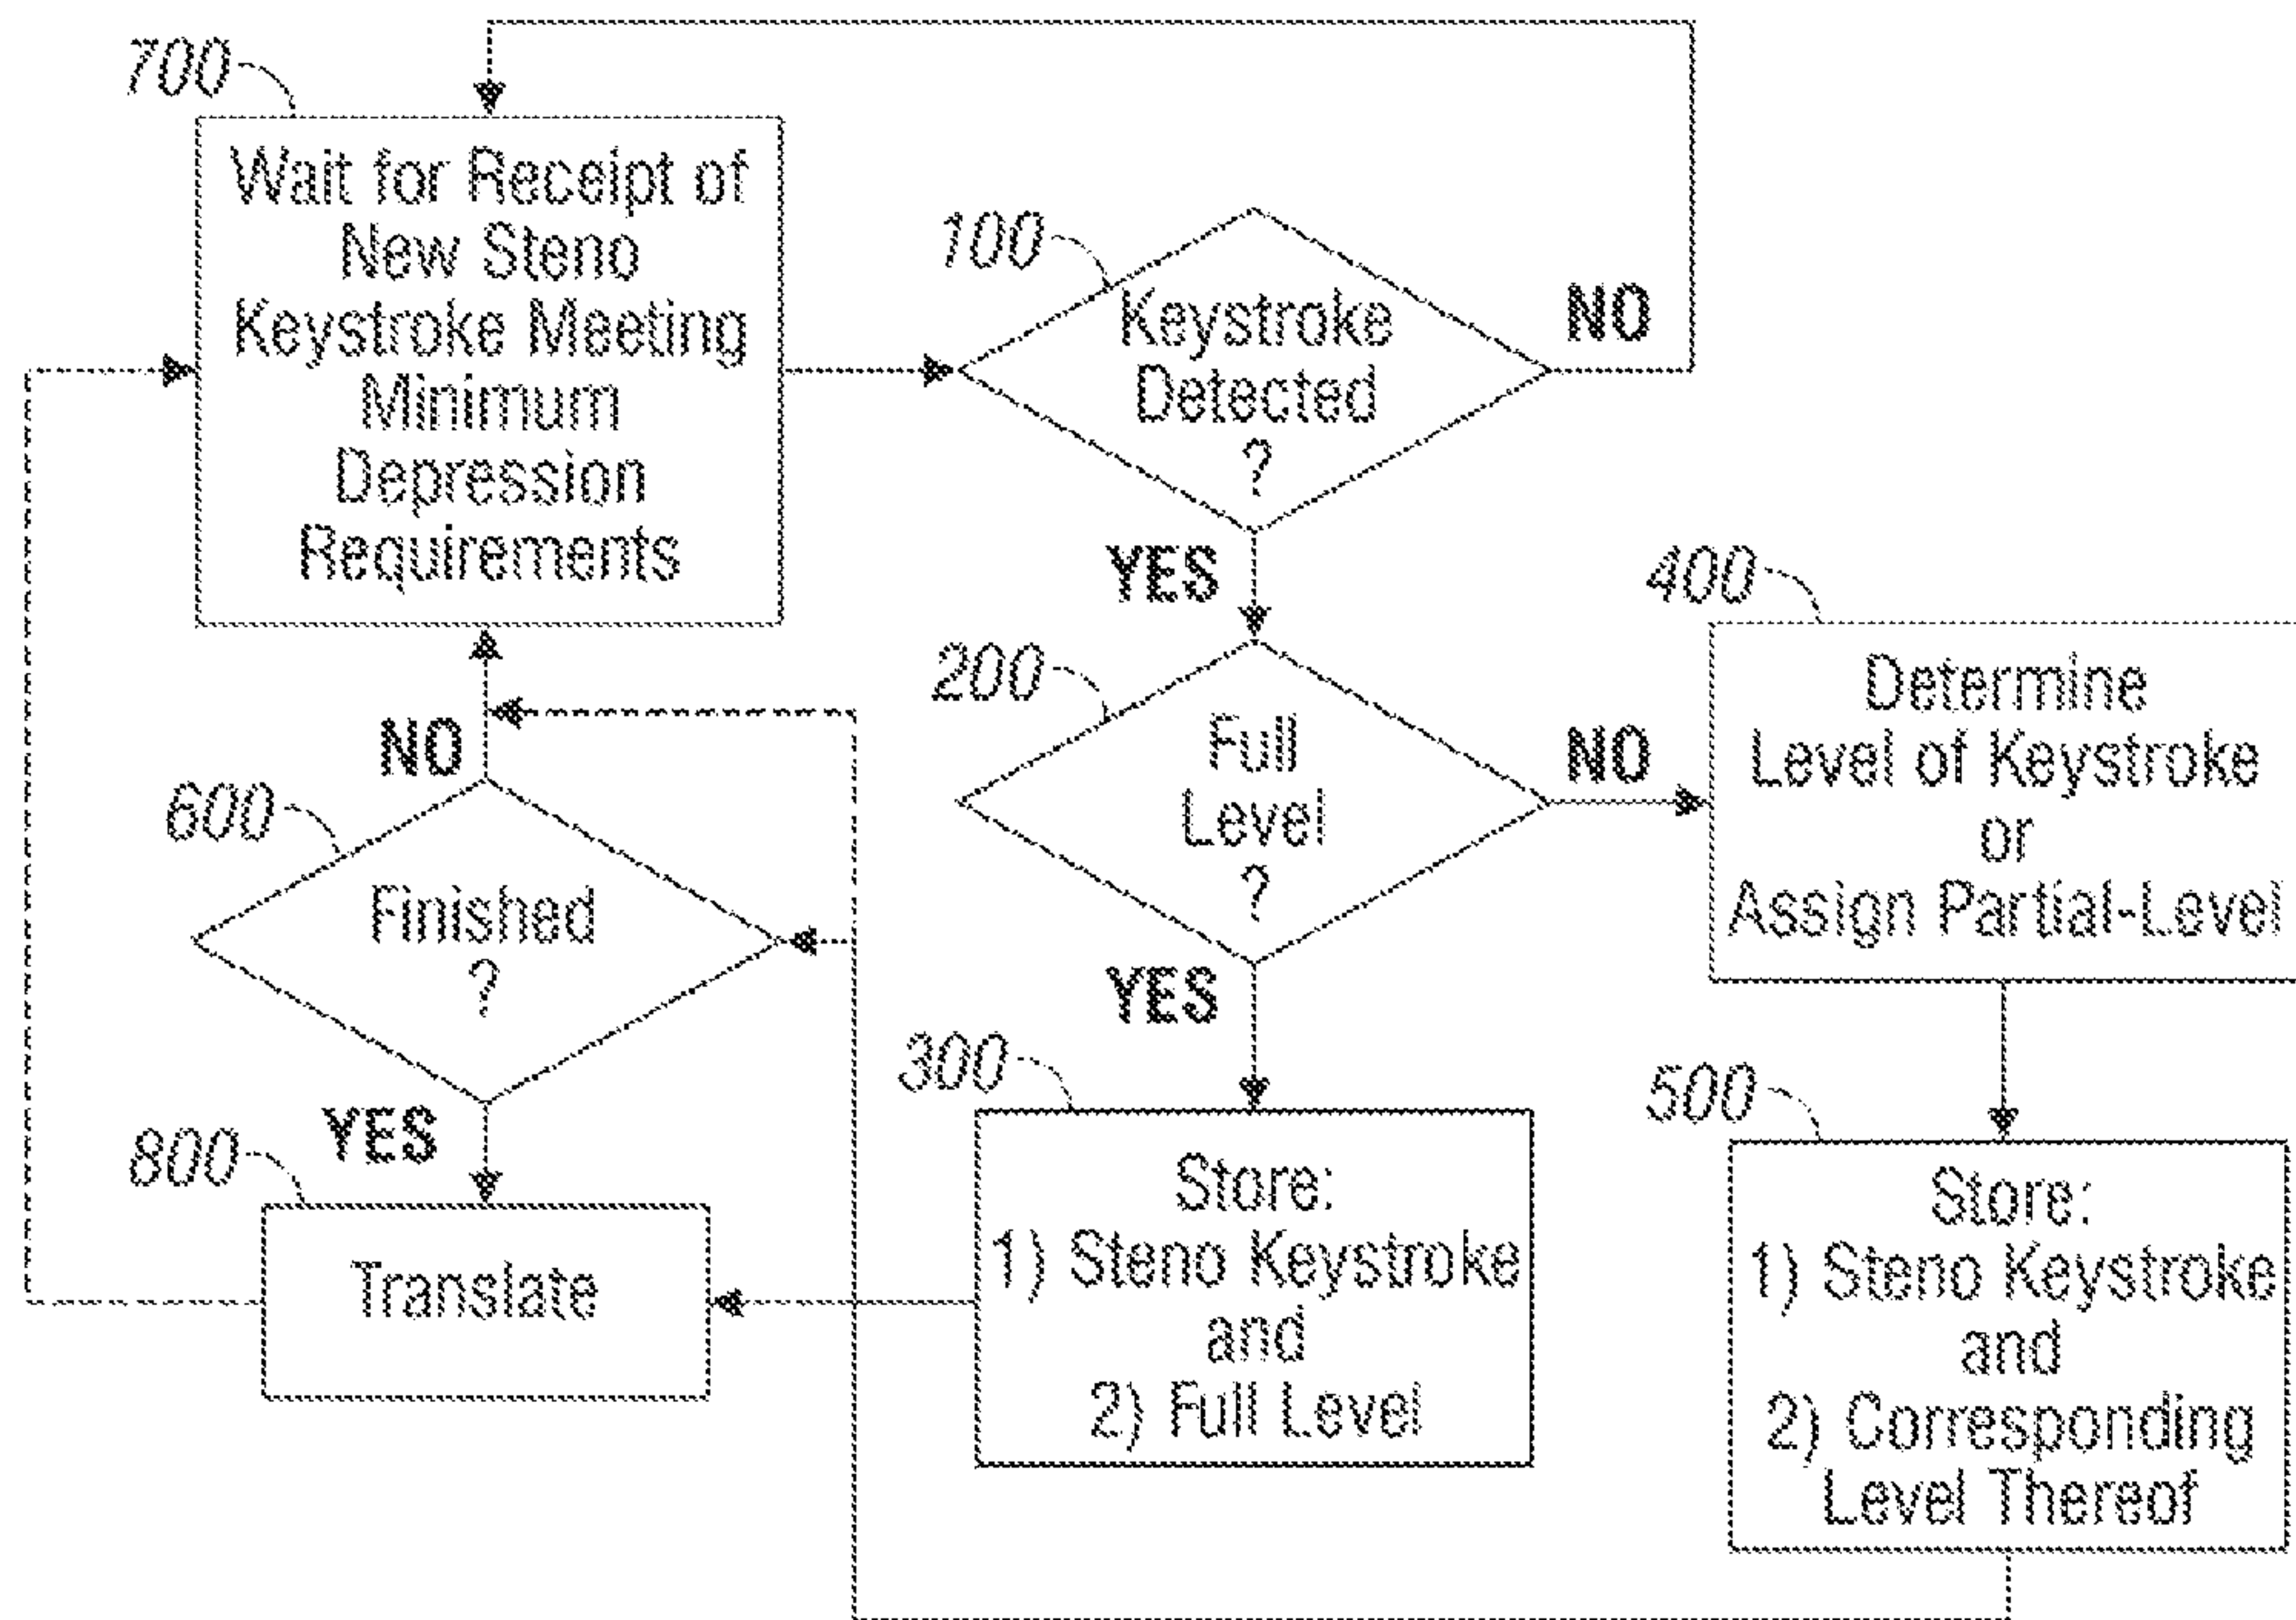 700
Wait for Receipt of
New Steno
Keystroke Meeting
Minimum
Depression
Requirements
100
Keystroke
Detected
?
NO
YES
200
Full
Level
?
NO
YES
400
Determine
Level of Keystroke
or
Assign Partial-Level
NO
600
Finished
?
YES
800
Translate
300
Store:
1) Steno Keystroke
and
2) Full Level
500
Store:
1) Steno Keystroke
and
2) Corresponding
Level Thereof